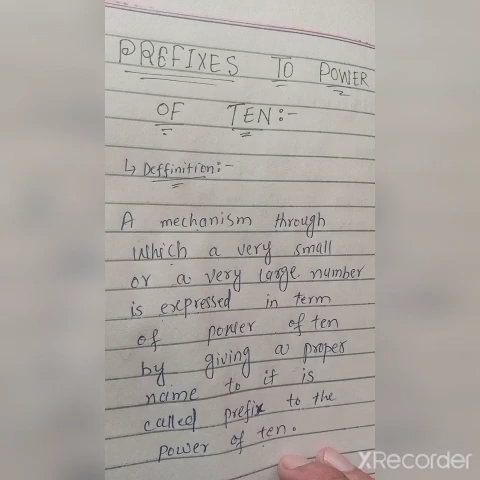 PREFIXES TO POWER
OF TEN:-
↳ Deffinition:-
A mechanism through
which a very small
or a very large number
is expressed in term
of power of ten
by giving a proper
name to it is
called prefix to the
power of ten.
XRecorder